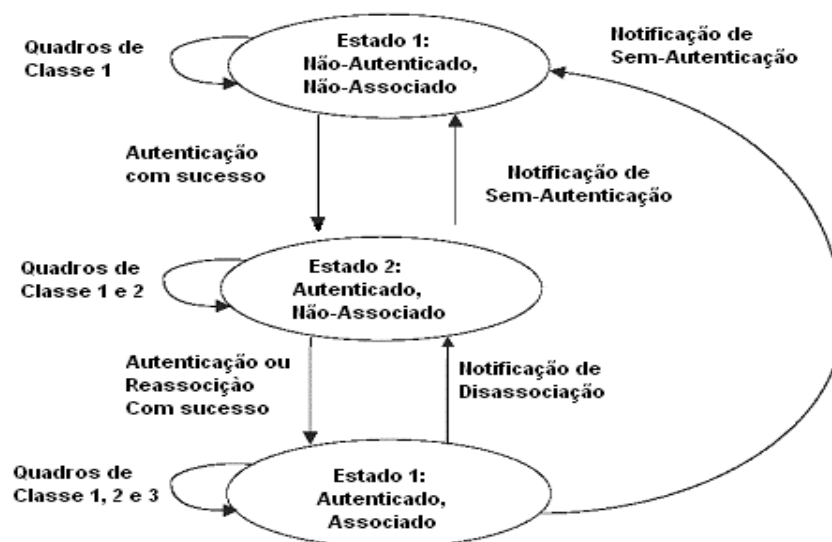 Quadros de
Classe 1
Estado 1:
Não-Autenticado,
Não-Associado
Notificação de
Sem-Autenticação
Autenticação
com sucesso
Notificação de
Sem-Autenticação
Quadros de
Classe 1 e 2
Estado 2:
Autenticado,
Não-Associado
Autenticação ou
Reassocição
Com sucesso
Notificação de
Disassociação
Quadros de
Classe 1, 2 e 3
Estado 1:
Autenticado,
Associado